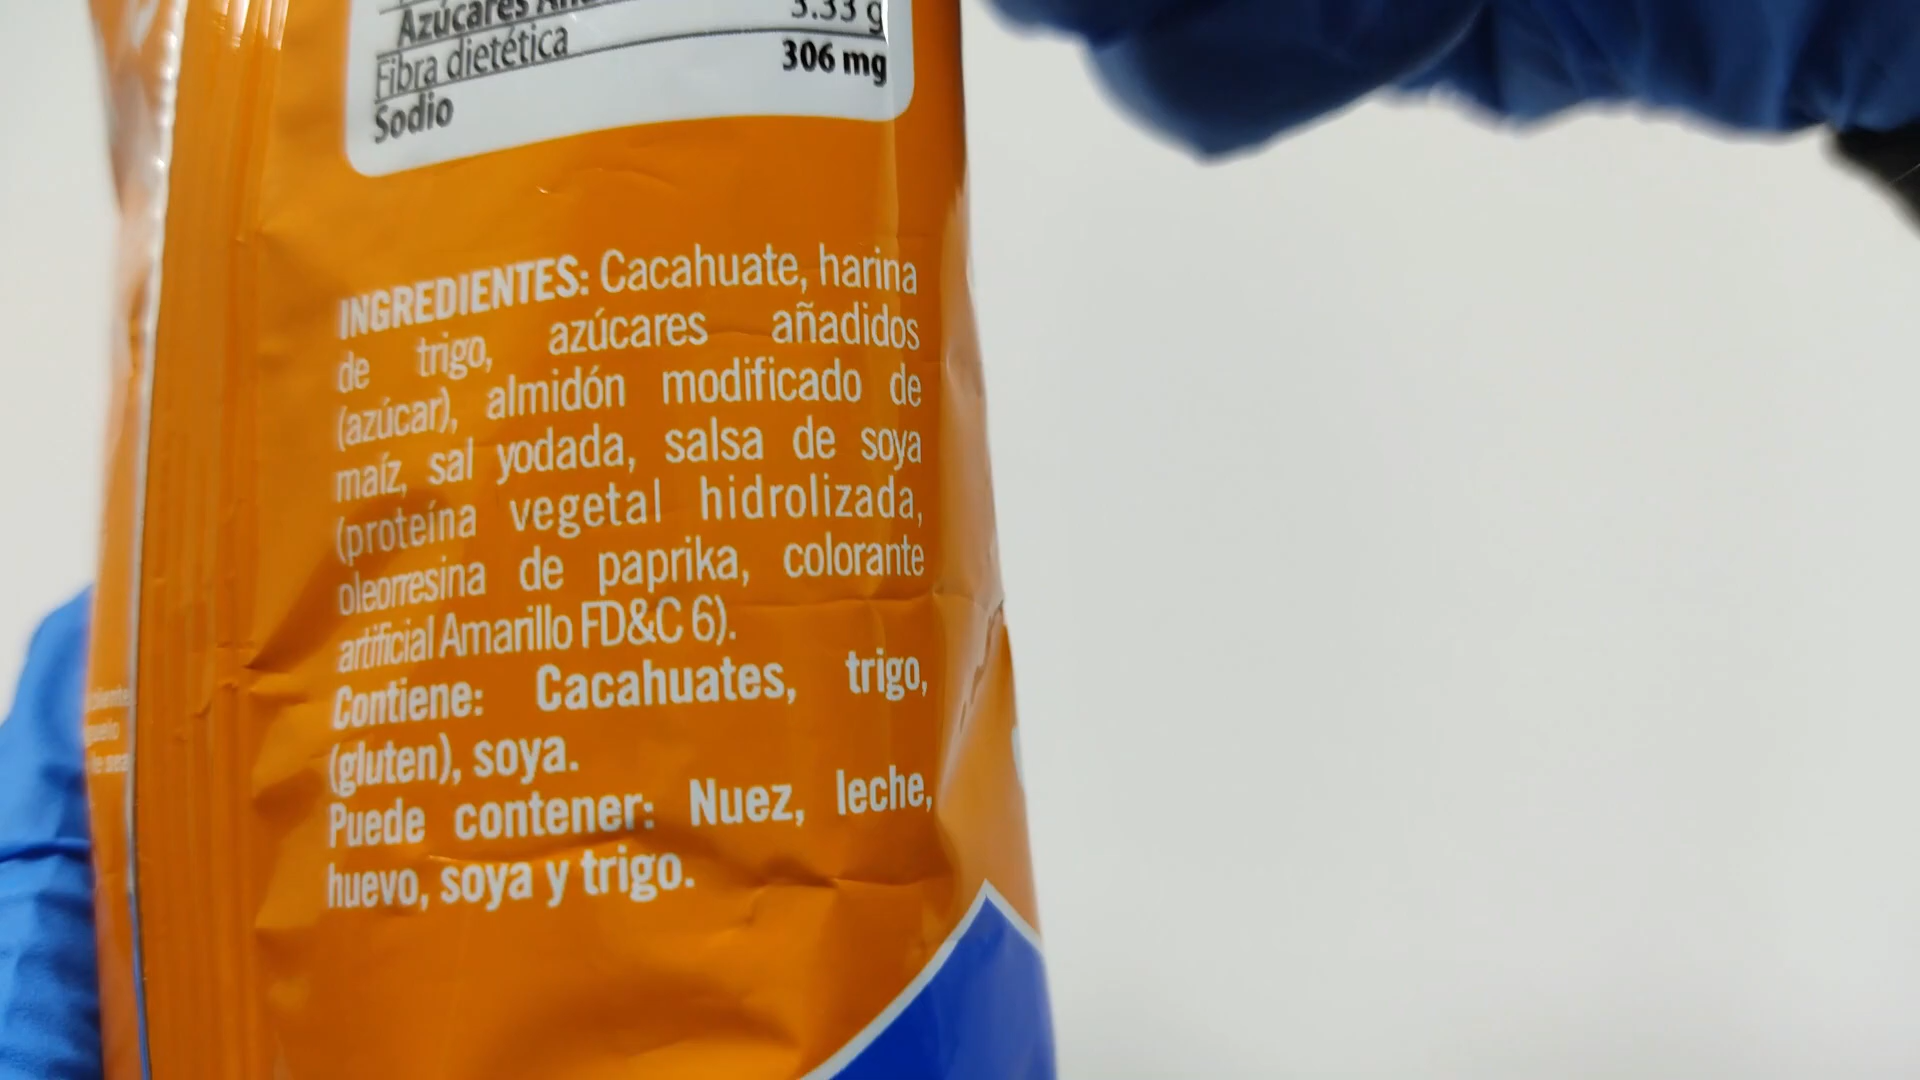 Azúcares
Fibra dietética 3.33 g
Sodio 306 mg
INGREDIENTES: Cacahuate, harina
de trigo, azúcares añadidos
(azúcar), almidón modificado de
maíz, sal yodada, salsa de soya
(proteína vegetal hidrolizada,
oleorresina de paprika, colorante
artificial Amarillo FD&C 6).
Contiene: Cacahuates, trigo,
(gluten), soya.
Puede contener: Nuez, leche,
huevo, soya y trigo.